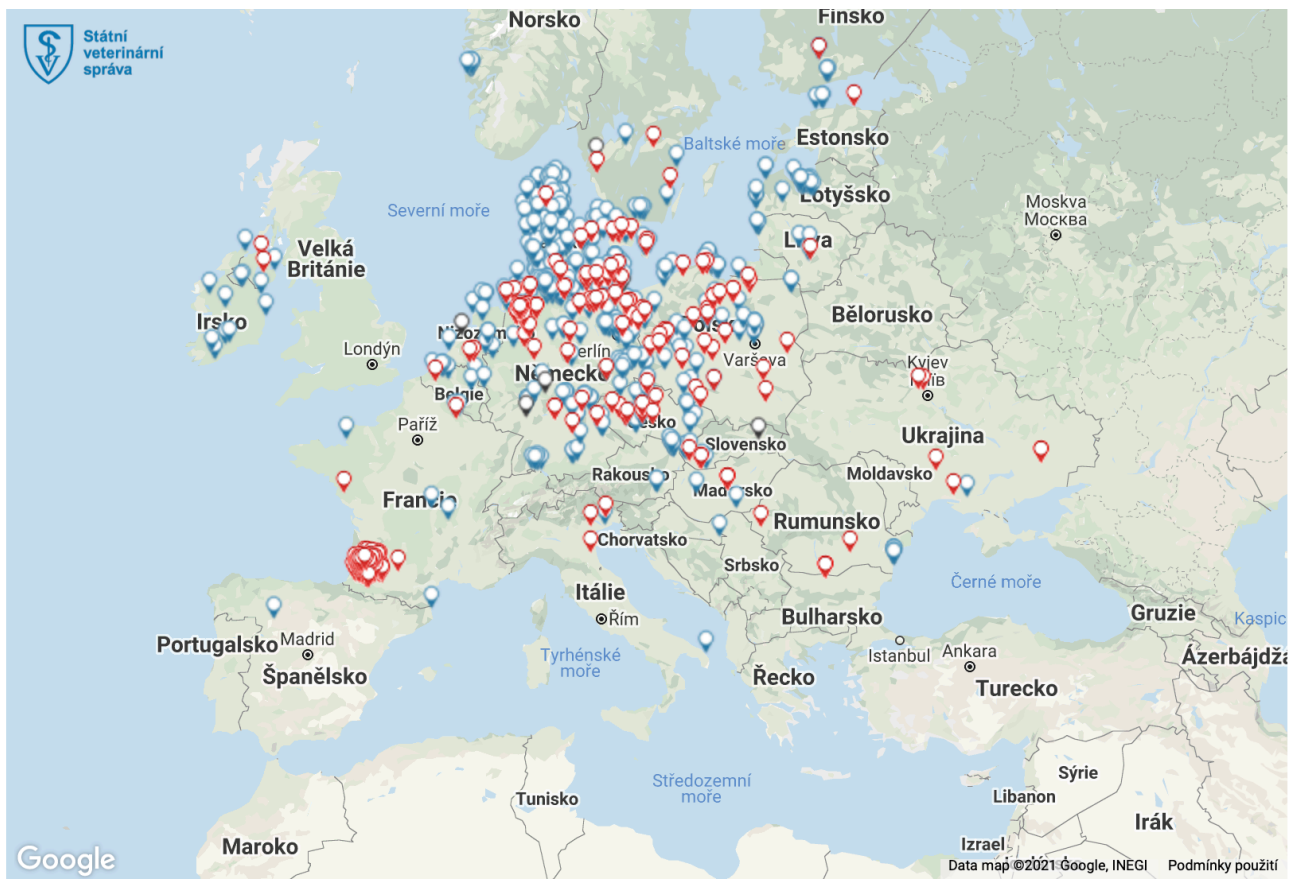 Státní
veterinární
správa
Norsko
Finsko
Baltské moře
Estonsko
Lotyšsko
Severní moře
Moskva
Москва
Velká
Británie
Irsko
Bělorusko
Londýn
Varšava
Kyjev
Německo
Belgie
Paříž
Ukrajina
Slovensko
Rakousko
Moldavsko
Maďarsko
Francie
Rumunsko
Chorvatsko
Srbsko
Černé moře
Itálie
Gruzie
Bulharsko
Kaspic
Řím
Portugalsko
Madrid
Istanbul
Ankara
Tyrhénské
moře
Ázerbájdža
Španělsko
Řecko
Turecko
Středozemní
moře
Sýrie
Tunisko
Libanon
Irák
Maroko
Izrael
Google
Data map ©2021 Google, INEGI
Podmínky použití